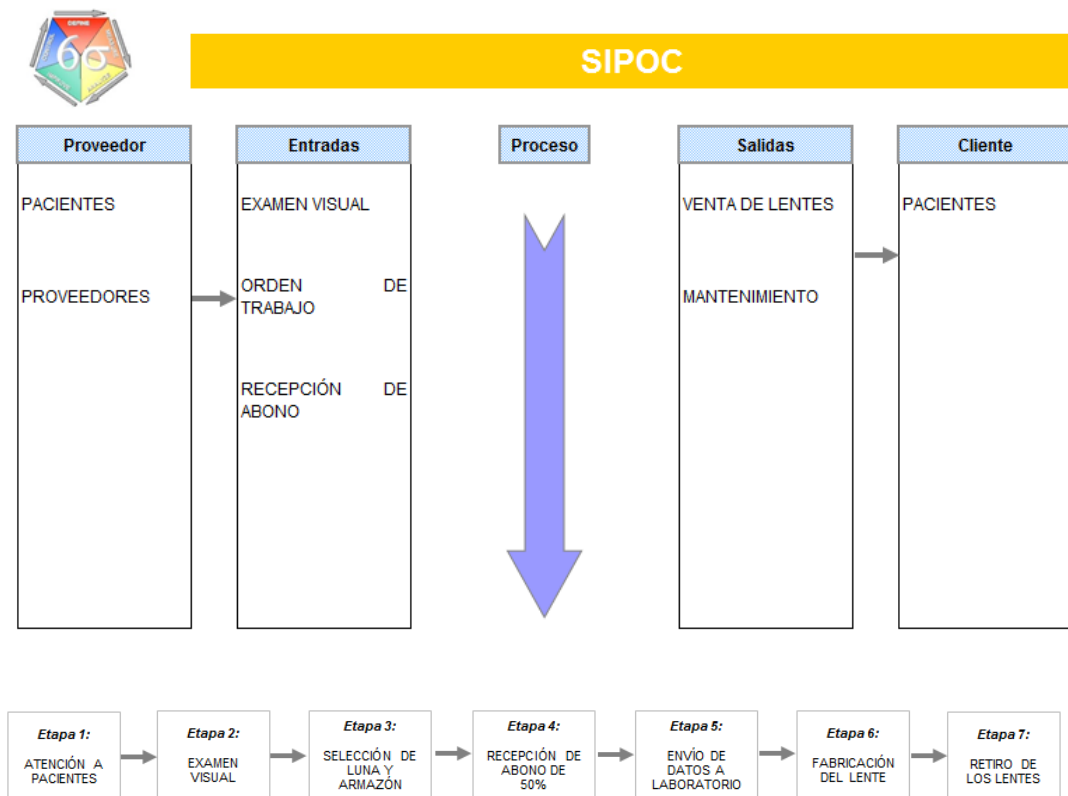 DEFINE
6σ
SIPOC
Proveedor
Entradas
Proceso
Salidas
Cliente
PACIENTES
PROVEEDORES
EXAMEN VISUAL
ORDEN DE
TRABAJO
RECEPCIÓN DE
ABONO
VENTA DE LENTES
MANTENIMIENTO
PACIENTES
Etapa 1:
ATENCIÓN A
PACIENTES
Etapa 2:
EXAMEN
VISUAL
Etapa 3:
SELECCIÓN DE
LUNA Y
ARMAZÓN
Etapa 4:
RECEPCIÓN DE
ABONO DE
50%
Etapa 5:
ENVÍO DE
DATOS A
LABORATORIO
Etapa 6:
FABRICACIÓN
DEL LENTE
Etapa 7:
RETIRO DE
LOS LENTES